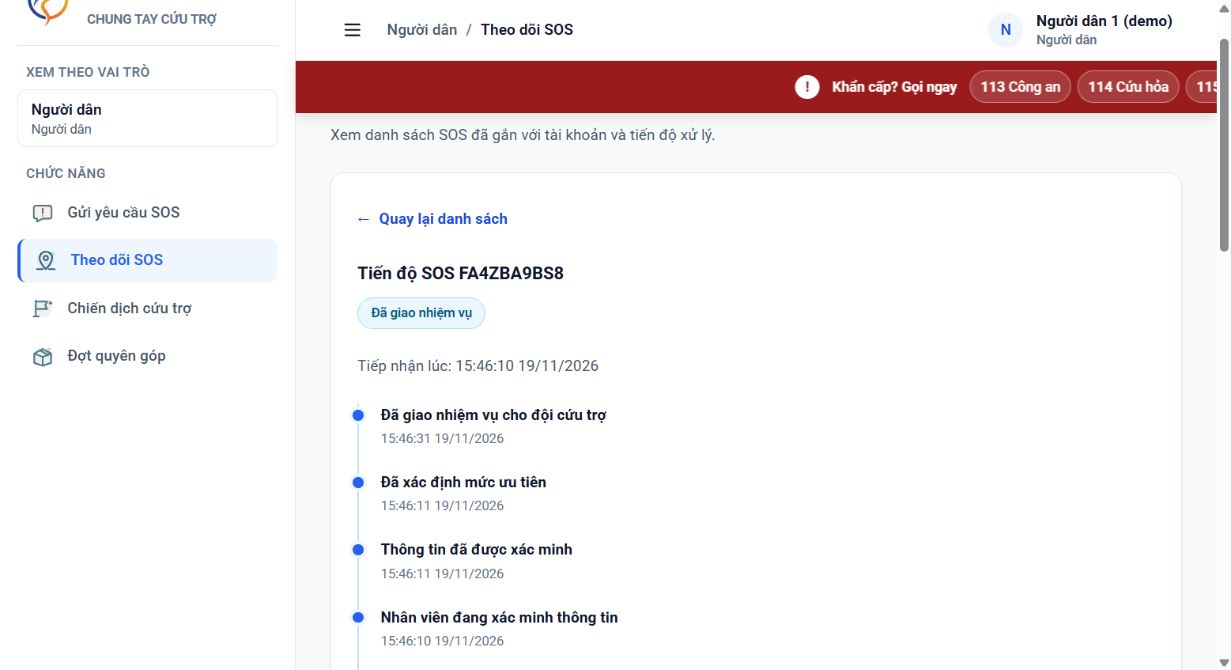 CHUNG TAY CỨU TRỢ
XEM THEO VAI TRÒ
Người dân
Người dân
CHỨC NĂNG
Gửi yêu cầu SOS
Theo dõi SOS
Chiến dịch cứu trợ
Đợt quyên góp
Người dân / Theo dõi SOS
N
Người dân 1 (demo)
Người dân
! Khẩn cấp? Gọi ngay 113 Công an 114 Cứu hỏa 115
Xem danh sách SOS đã gắn với tài khoản và tiến độ xử lý.
← Quay lại danh sách
Tiến độ SOS FA4ZBA9BS8
Đã giao nhiệm vụ
Tiếp nhận lúc: 15:46:10 19/11/2026
Đã giao nhiệm vụ cho đội cứu trợ
15:46:31 19/11/2026
Đã xác định mức ưu tiên
15:46:11 19/11/2026
Thông tin đã được xác minh
15:46:11 19/11/2026
Nhân viên đang xác minh thông tin
15:46:10 19/11/2026